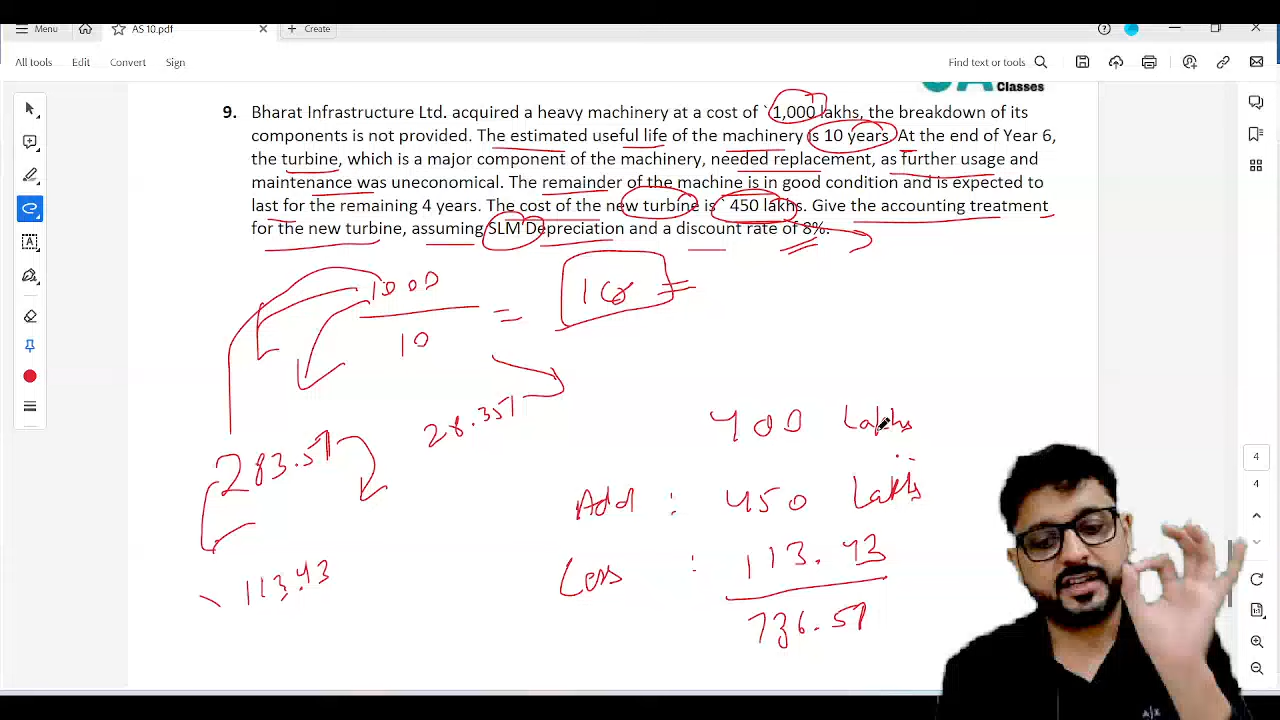 Menu
AS 10.pdf
Create
All tools Edit Convert Sign
Find text or tools
Classes
9. Bharat Infrastructure Ltd. acquired a heavy machinery at a cost of `1,000 lakhs, the breakdown of its
components is not provided. The estimated useful life of the machinery is 10 years. At the end of Year 6,
the turbine, which is a major component of the machinery, needed replacement, as further usage and
maintenance was uneconomical. The remainder of the machine is in good condition and is expected to
last for the remaining 4 years. The cost of the new turbine is `450 lakhs. Give the accounting treatment
for the new turbine, assuming SLM Depreciation and a discount rate of 8%.
1000
10
=
=
28.357
400 Lakhs
283.57
Add : 450 Lakhs
Less : 113.43
113.43
736.57
4
4